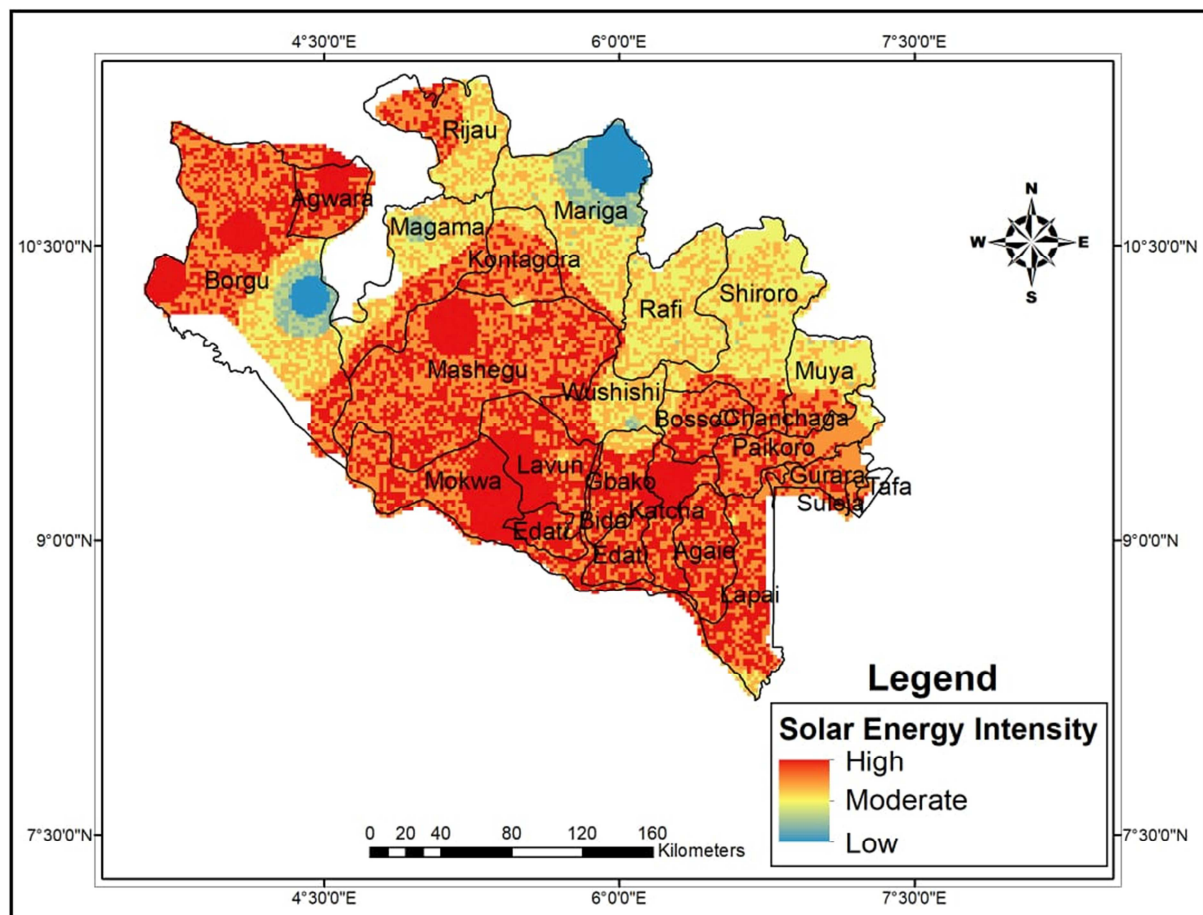 4°30'0"E
6°0'0"E
7°30'0"E
N
W E
S
10°30'0"N
10°30'0"N
Rijau
Agwara
Mariga
Magama
Kontagora
Borgu
Rafi
Shiroro
Mashegu
Muya
Wushishi
Bosso
Chanchaga
Paikoro
Lavun
Mokwa
Gbako
Gurara
Tafa
Suleja
Katcha
Bida
Edati
Edati
Agaie
Lapai
9°0'0"N
9°0'0"N
Legend
Solar Energy Intensity
High
Moderate
Low
7°30'0"N
7°30'0"N
0 20 40 80 120 160
Kilometers
4°30'0"E
6°0'0"E
7°30'0"E